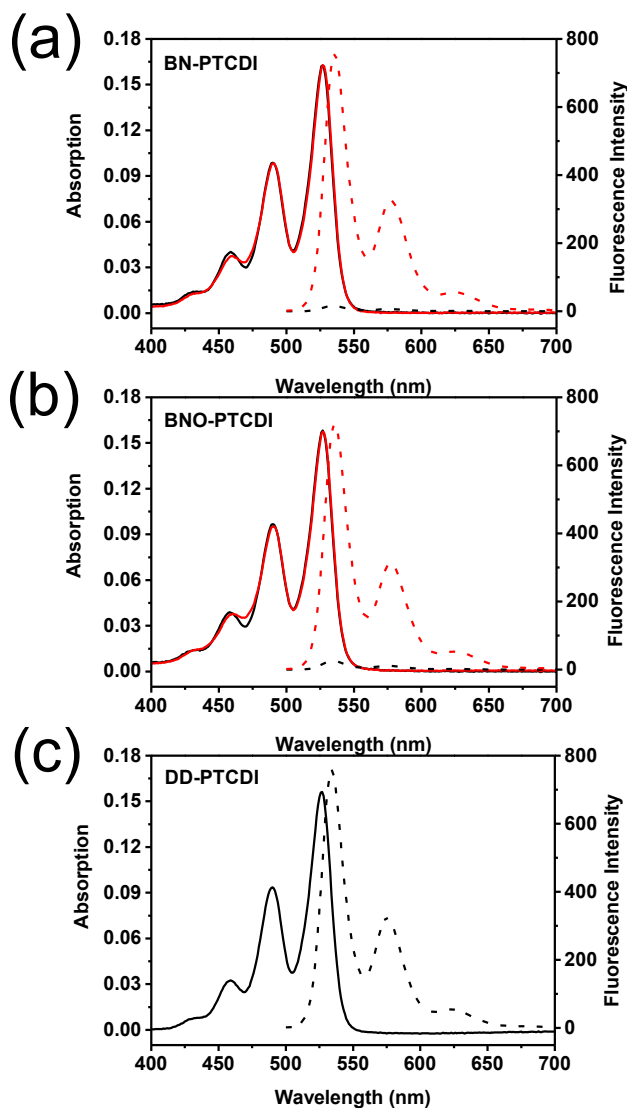 (a)
BN-PTCDI
0.18
0.15
0.12
0.09
0.06
0.03
0.00
Absorption
800
600
400
200
0
Fluorescence Intensity
400 450 500 550 600 650 700
Wavelength (nm)
(b)
BNO-PTCDI
0.18
0.15
0.12
0.09
0.06
0.03
0.00
Absorption
800
600
400
200
0
Fluorescence Intensity
400 450 500 550 600 650 700
Wavelength (nm)
(c)
DD-PTCDI
0.18
0.15
0.12
0.09
0.06
0.03
0.00
Absorption
800
600
400
200
0
Fluorescence Intensity
400 450 500 550 600 650 700
Wavelength (nm)